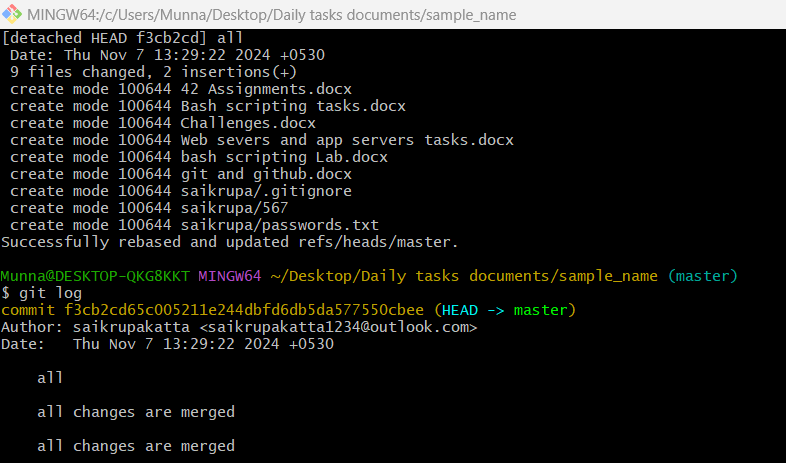 MINGW64:/c/Users/Munna/Desktop/Daily tasks documents/sample_name
[detached HEAD f3cb2cd] all
Date: Thu Nov 7 13:29:22 2024 +0530
9 files changed, 2 insertions(+)
create mode 100644 42 Assignments.docx
create mode 100644 Bash scripting tasks.docx
create mode 100644 Challenges.docx
create mode 100644 Web severs and app servers tasks.docx
create mode 100644 bash scripting Lab.docx
create mode 100644 git and github.docx
create mode 100644 saikrupa/.gitignore
create mode 100644 saikrupa/567
create mode 100644 saikrupa/passwords.txt
Successfully rebased and updated refs/heads/master.
Munna@DESKTOP-QKG8KKT MINGW64 ~/Desktop/Daily tasks documents/sample_name (master)
$ git log
commit f3cb2cd65c005211e244dbfd6db5da577550cbee (HEAD -> master)
Author: saikrupakatta <saikrupakatta1234@outlook.com>
Date:   Thu Nov 7 13:29:22 2024 +0530
all
all changes are merged
all changes are merged